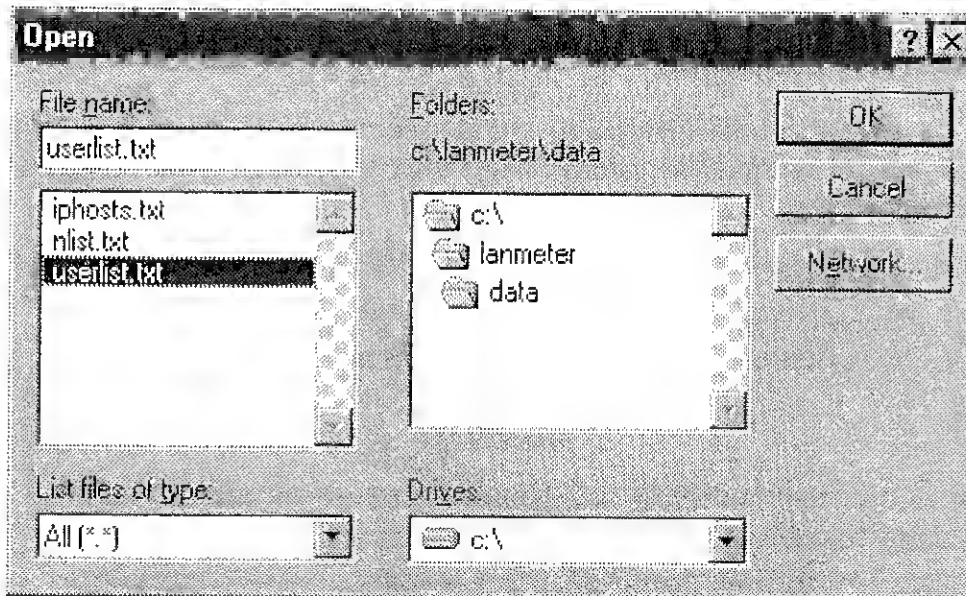 Open
? ×
File name:
userlist.txt
iphosts.txt
nlist.txt
userlist.txt
List files of type:
All (*.*)
Folders:
c:\lanmeter\data
c:\
lanmeter
data
Drives:
c:\
OK
Cancel
Network...